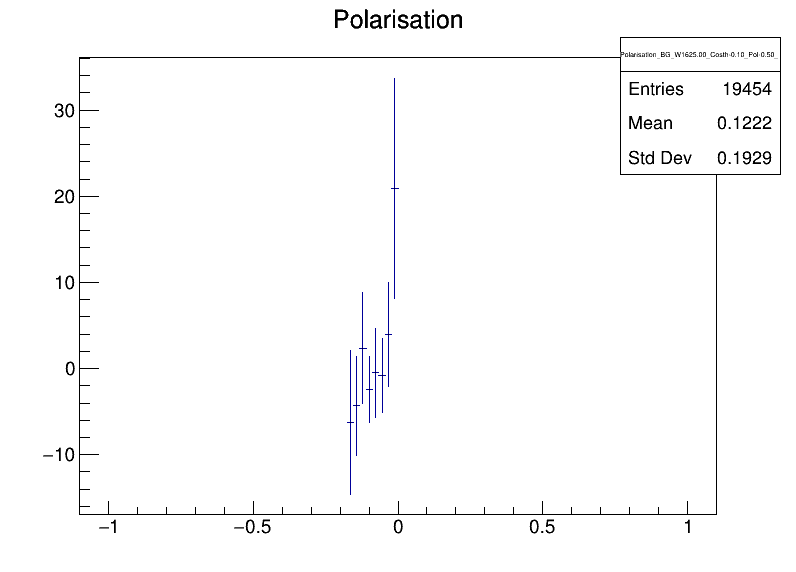 Polarisation
Polarisation_BG_W1625.00_Costh-0.10_Pol-0.50_
Entries 19454
Mean 0.1222
Std Dev 0.1929
30
20
10
0
−10
−1 −0.5 0 0.5 1